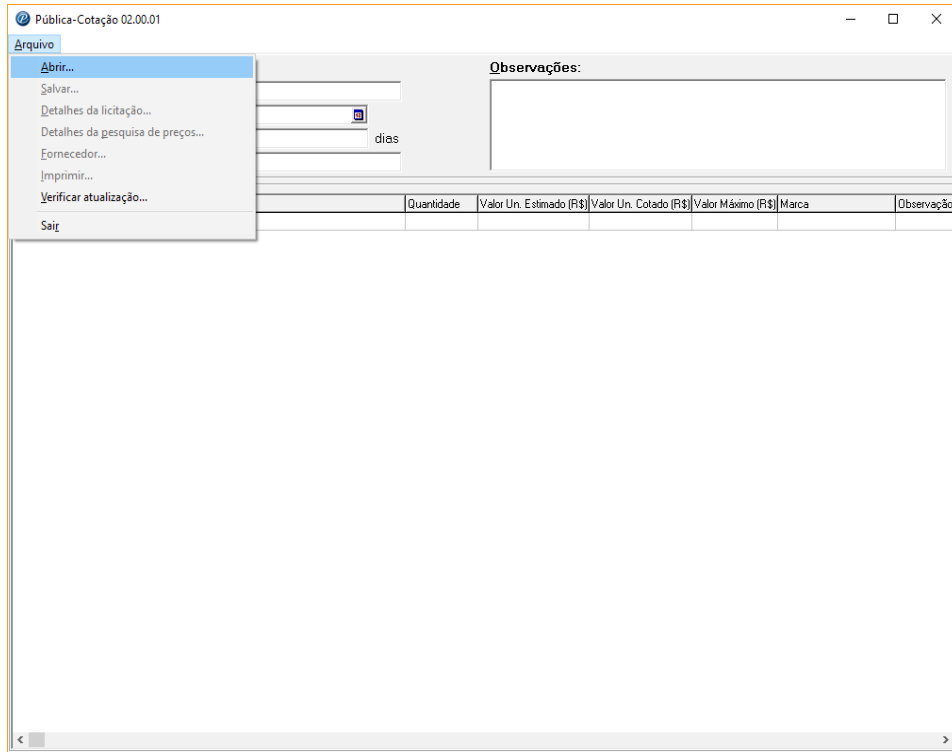 Pública-Cotação 02.00.01
Arquivo
Abrir...
Salvar...
Detalhes da licitação...
Detalhes da pesquisa de preços...
Fornecedor...
Imprimir...
Verificar atualização...
Sair
Observações:
dias
Quantidade Valor Un. Estimado (R$) Valor Un. Cotado (R$) Valor Máximo (R$) Marca Observação